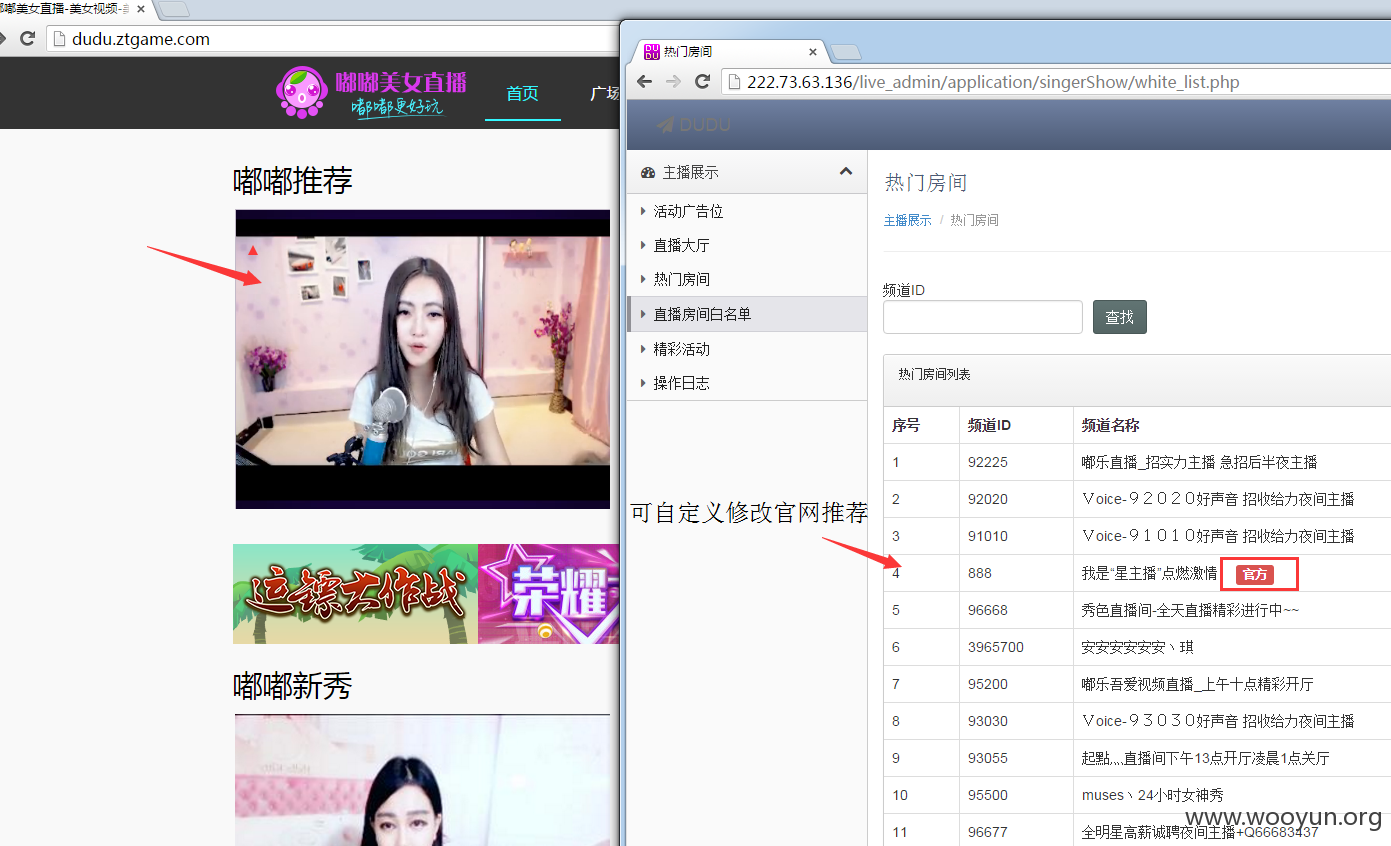 嘟嘟美女直播-美女视频-
dudu.ztgame.com
嘟嘟美女直播
嘟嘟更好玩
首页
广场
嘟嘟推荐
运镖大作战
荣耀
嘟嘟新秀
热门房间
222.73.63.136/live_admin/application/singerShow/white_list.php
DUDU
主播展示
活动广告位
直播大厅
热门房间
直播房间白名单
精彩活动
操作日志
可自定义修改官网推荐
热门房间
主播展示 / 热门房间
频道ID
查找
热门房间列表
序号 频道ID 频道名称
1 92225 嘟乐直播_招实力主播 急招后半夜主播
2 92020 Ｖoice-９２０２０好声音 招收给力夜间主播
3 91010 Ｖoice-９１０１０好声音 招收给力夜间主播
4 888 我是“星主播”点燃激情 官方
5 96668 秀色直播间-全天直播精彩进行中~~
6 3965700 安安安安安安丶琪
7 95200 嘟乐吾爱视频直播_上午十点精彩开厅
8 93030 Ｖoice-９３０３０好声音 招收给力夜间主播
9 93055 起點灬直播间下午13点开厅凌晨1点关厅
10 95500 muses丶24小时女神秀
11 96677 全明星高薪诚聘夜间主播+Q66683437
www.wooyun.org